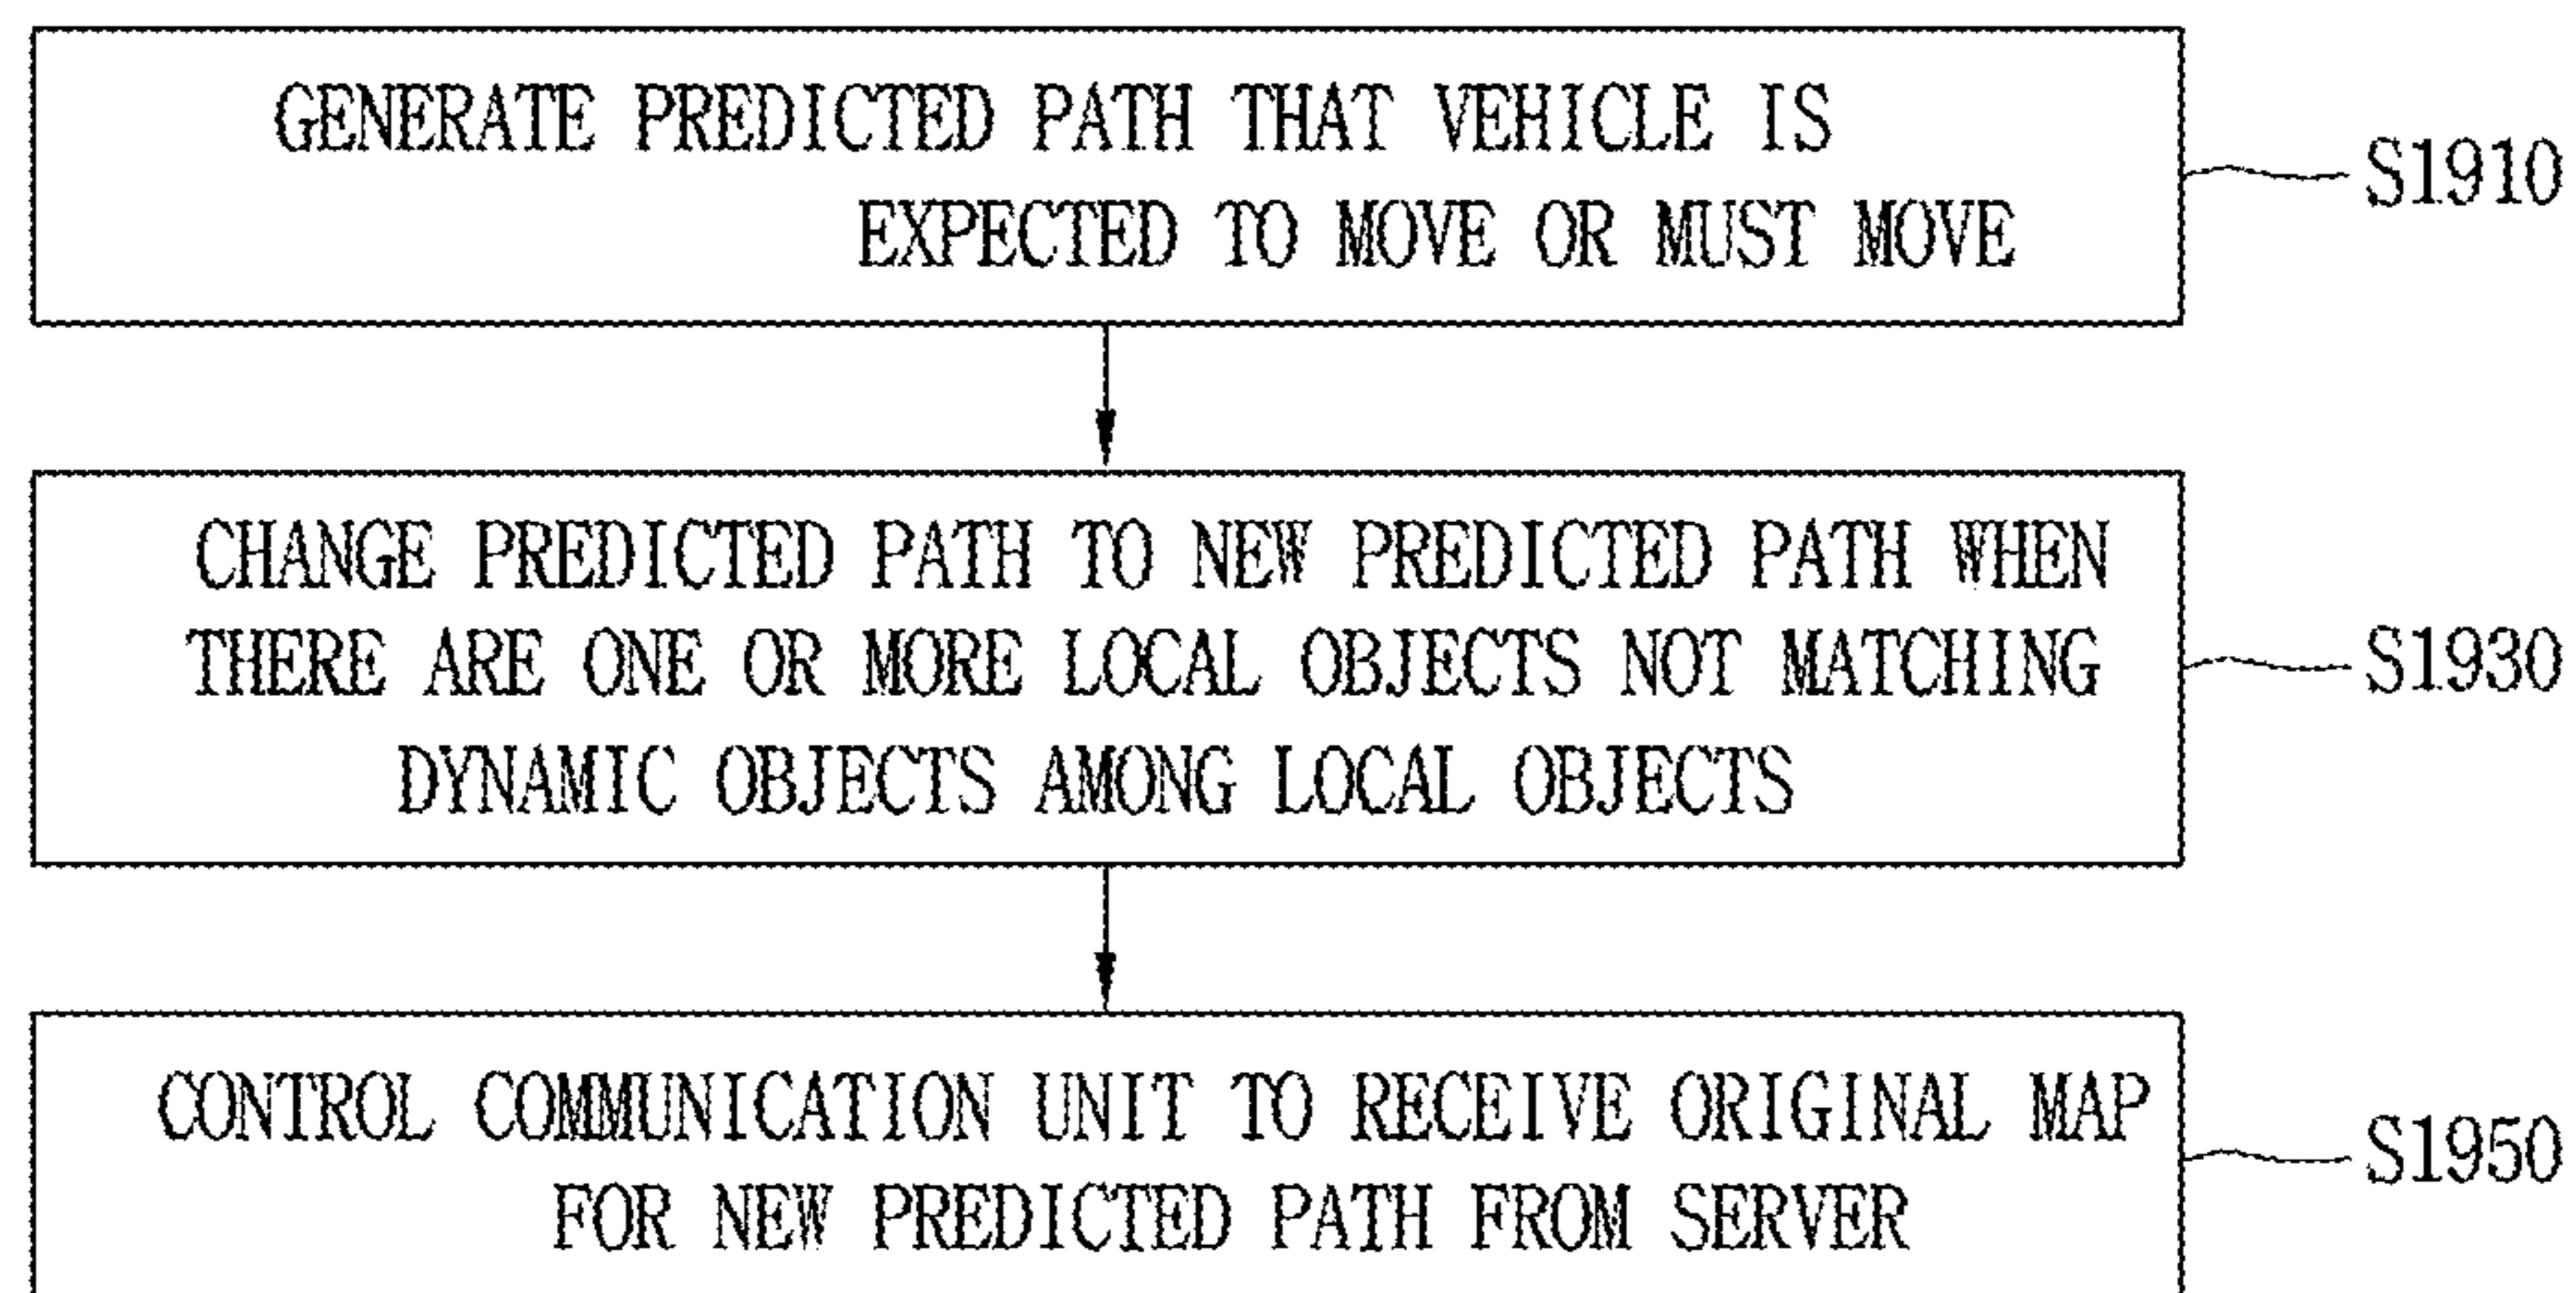 GENERATE PREDICTED PATH THAT VEHICLE IS
EXPECTED TO MOVE OR MUST MOVE
S1910
CHANGE PREDICTED PATH TO NEW PREDICTED PATH WHEN
THERE ARE ONE OR MORE LOCAL OBJECTS NOT MATCHING
DYNAMIC OBJECTS AMONG LOCAL OBJECTS
S1930
CONTROL COMMUNICATION UNIT TO RECEIVE ORIGINAL MAP
FOR NEW PREDICTED PATH FROM SERVER
S1950